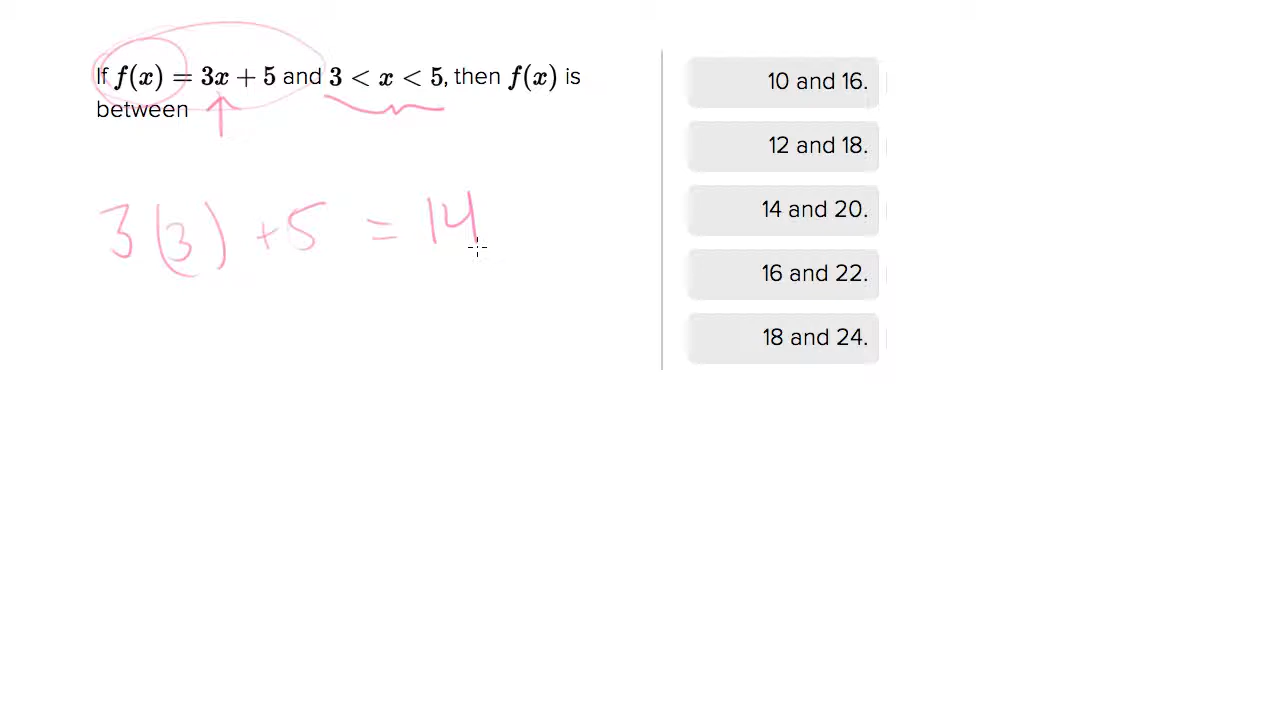 If f(x) = 3x + 5 and 3 < x < 5, then f(x) is
between
3(3) + 5 = 14
10 and 16.
12 and 18.
14 and 20.
16 and 22.
18 and 24.